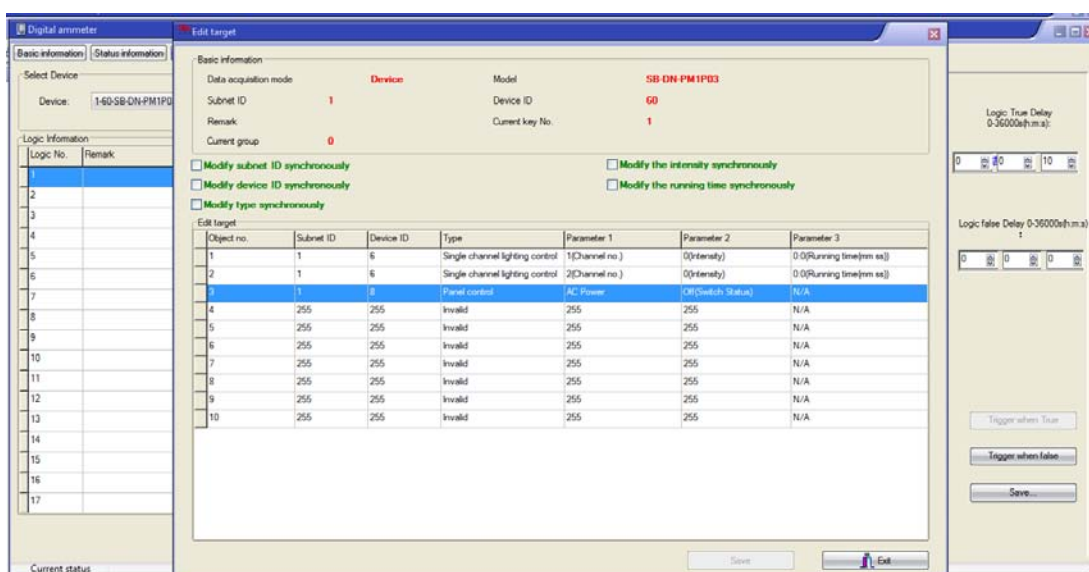 Digital ammeter
Basic information Status information
Select Device
Device: 1-60-SB-DN-PM1P0
Logic Information
Logic No. Remark
1
2
3
4
5
6
7
8
9
10
11
12
13
14
15
16
17
Current status
Edit target
Basic information
Data acquisition mode Device Model SB-DN-PM1P03
Subnet ID 1 Device ID 60
Remark Current key No. 1
Current group 0
Modify subnet ID synchronously Modify the intensity synchronously
Modify device ID synchronously Modify the running time synchronously
Modify type synchronously
Edit target
Object no. Subnet ID Device ID Type Parameter 1 Parameter 2 Parameter 3
1 1 6 Single channel lighting control 1(Channel no.) 0(Intensity) 0:0(Running time(mm ss))
2 1 6 Single channel lighting control 2(Channel no.) 0(Intensity) 0:0(Running time(mm ss))
3 1 8 Panel control AC Power Off(Switch Status) N/A
4 255 255 Invalid 255 255 N/A
5 255 255 Invalid 255 255 N/A
6 255 255 Invalid 255 255 N/A
7 255 255 Invalid 255 255 N/A
8 255 255 Invalid 255 255 N/A
9 255 255 Invalid 255 255 N/A
10 255 255 Invalid 255 255 N/A
Save Exit
Logic True Delay
0-36000s(h:m:s):
0 0 10
Logic false Delay 0-36000s(h:m:s)
:
0 0 0
Trigger when True
Trigger when false
Save...